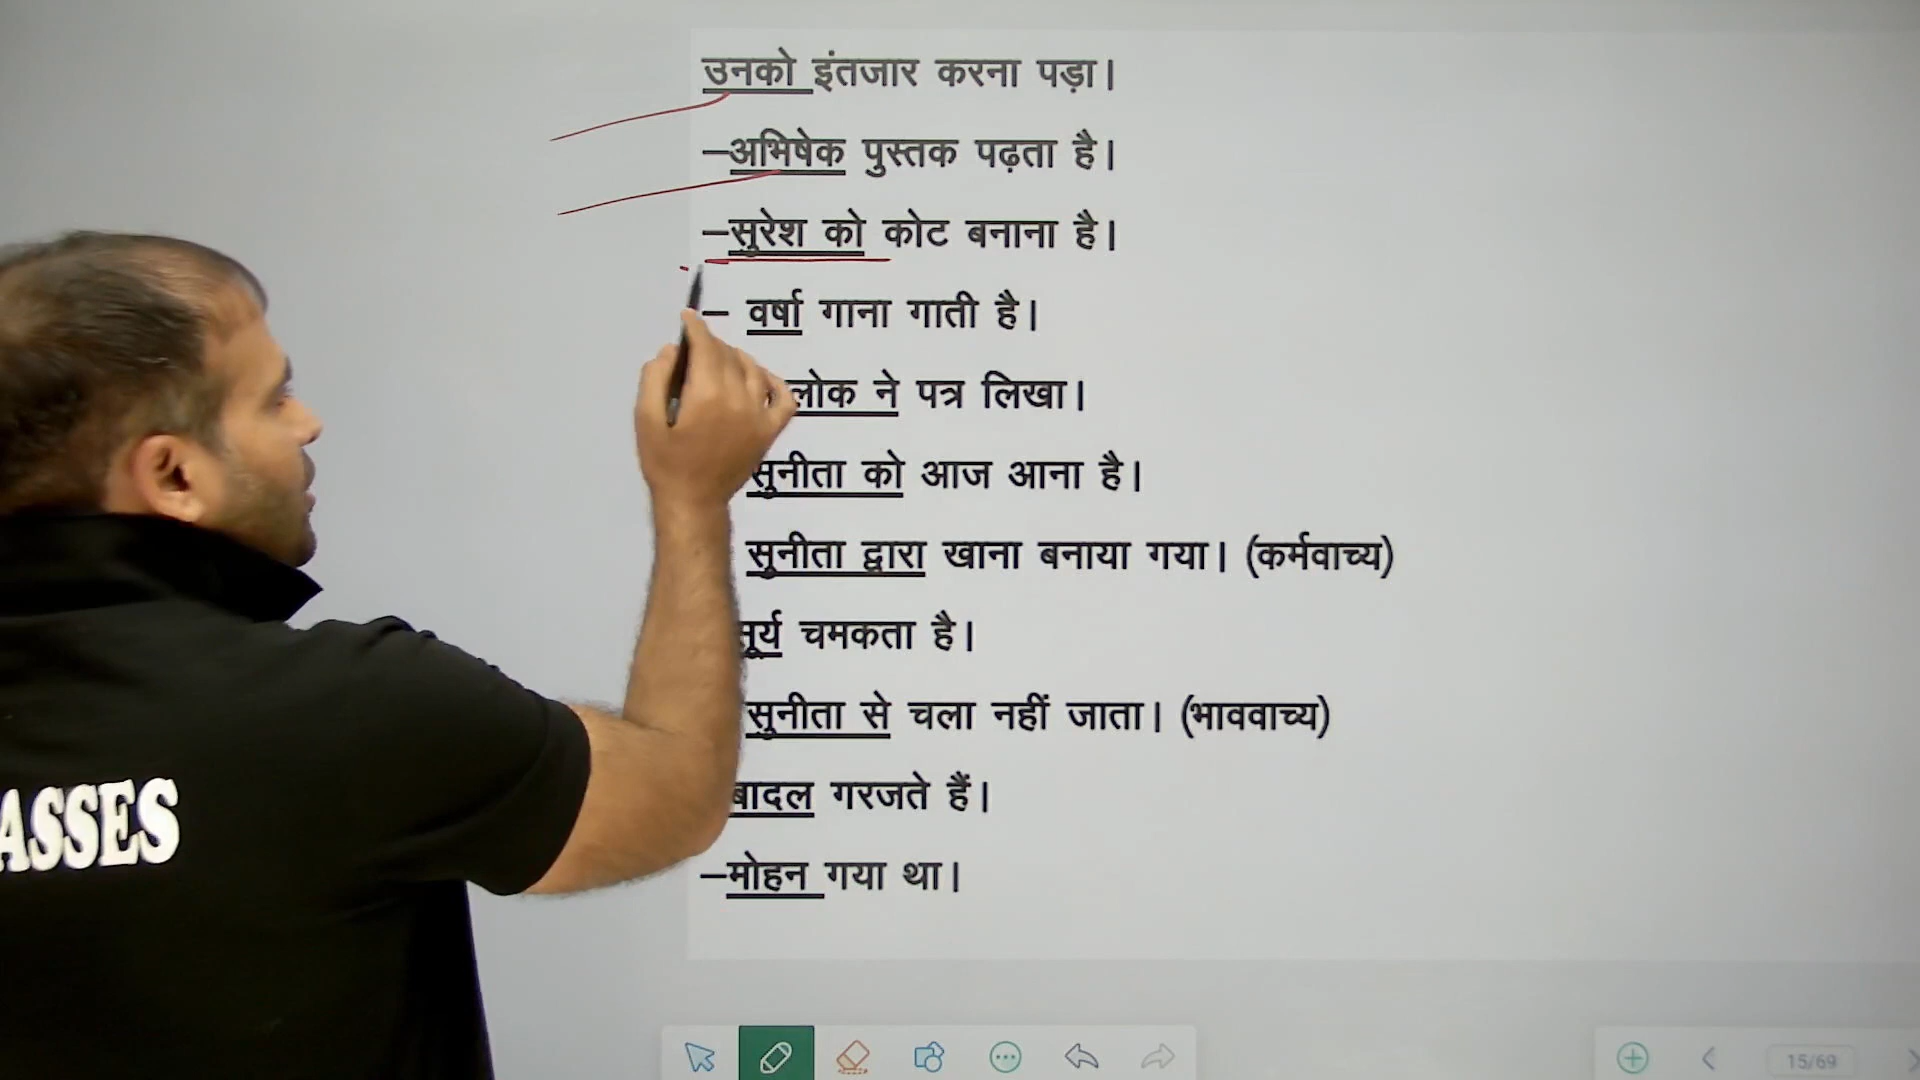 उनको इंतजार करना पड़ा।
–अभिषेक पुस्तक पढ़ता है।
–सुरेश को कोट बनाना है।
– वर्षा गाना गाती है।
लोक ने पत्र लिखा।
सुनीता को आज आना है।
सुनीता द्वारा खाना बनाया गया। (कर्मवाच्य)
सूर्य चमकता है।
सुनीता से चला नहीं जाता। (भाववाच्य)
बादल गरजते हैं।
–मोहन गया था।
ASSES
15/69